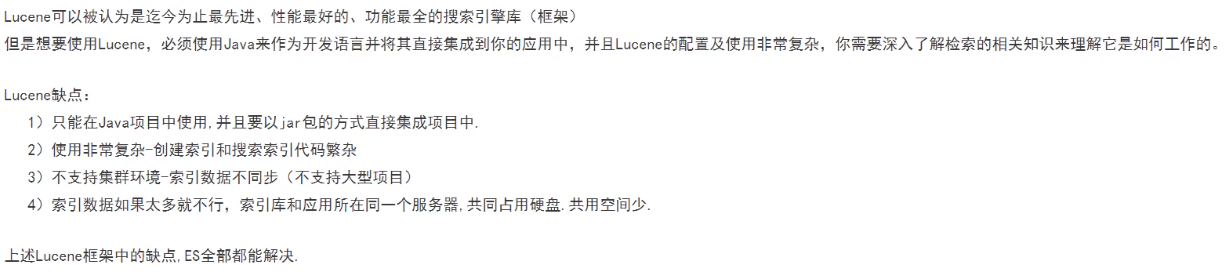 Lucene可以被认为是迄今为止最先进、性能最好的、功能最全的搜索引擎库（框架）
但是想要使用Lucene，必须使用Java来作为开发语言并将其直接集成到你的应用中，并且Lucene的配置及使用非常复杂，你需要深入了解检索的相关知识来理解它是如何工作的。
Lucene缺点：
1）只能在Java项目中使用,并且要以jar包的方式直接集成项目中.
2）使用非常复杂-创建索引和搜索索引代码繁杂
3）不支持集群环境-索引数据不同步（不支持大型项目）
4）索引数据如果太多就不行，索引库和应用所在同一个服务器,共同占用硬盘.共用空间少.
上述Lucene框架中的缺点,ES全部都能解决.